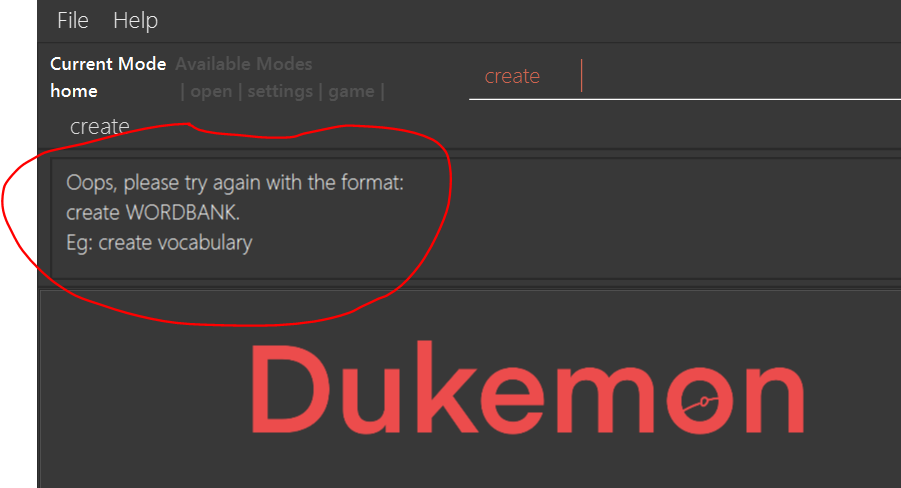 File Help
Current Mode Available Modes
home | open | settings | game |
create
create
Oops, please try again with the format:
create WORDBANK.
Eg: create vocabulary
Dukemon